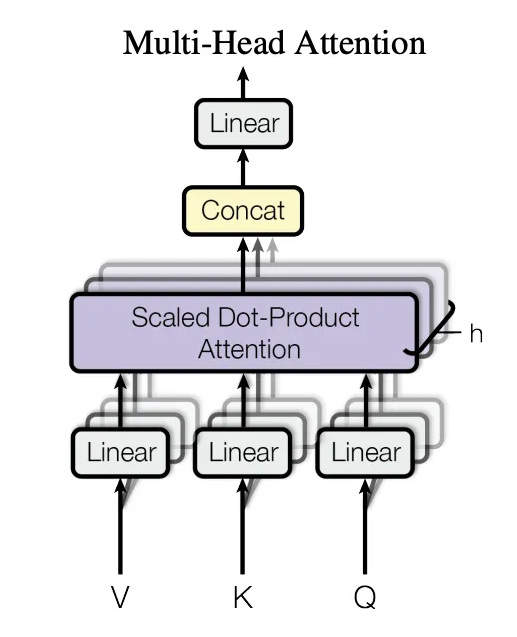 Multi-Head Attention
Linear
Concat
Scaled Dot-Product
Attention
h
Linear Linear Linear
V K Q